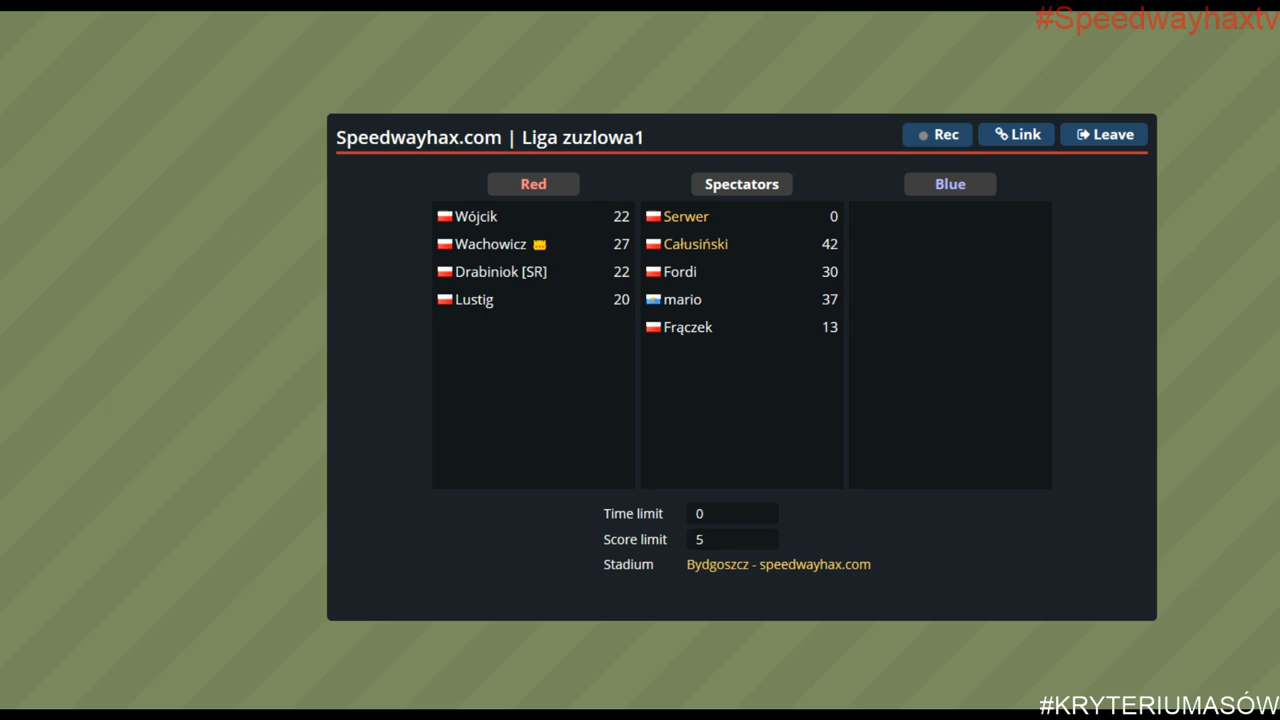 #Speedwayhaxtv
Speedwayhax.com | Liga zuzlowa1
Rec
Link
Leave
Red
Spectators
Blue
Wójcik 22
Wachowicz 27
Drabiniok [SR] 22
Lustig 20
Serwer 0
Całusiński 42
Fordi 30
mario 37
Frączek 13
Time limit 0
Score limit 5
Stadium Bydgoszcz - speedwayhax.com
#KRYTERIUMASÓW